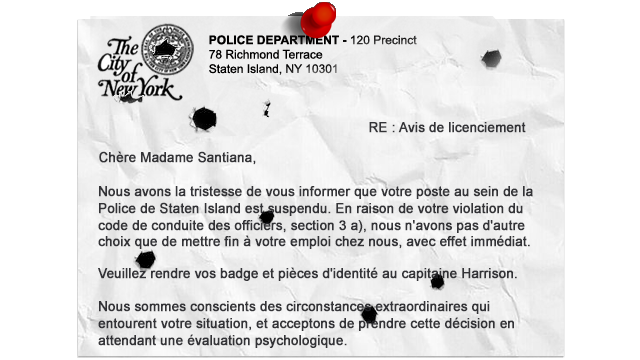 The
City
of
New York
POLICE DEPARTMENT - 120 Precinct
78 Richmond Terrace
Staten Island, NY 10301
RE : Avis de licenciement
Chère Madame Santiana,
Nous avons la tristesse de vous informer que votre poste au sein de la
Police de Staten Island est suspendu. En raison de votre violation du
code de conduite des officiers, section 3 a), nous n'avons pas d'autre
choix que de mettre fin à votre emploi chez nous, avec effet immédiat.
Veuillez rendre vos badge et pièces d'identité au capitaine Harrison.
Nous sommes conscients des circonstances extraordinaires qui
entourent votre situation, et acceptons de prendre cette décision en
attendant une évaluation psychologique.